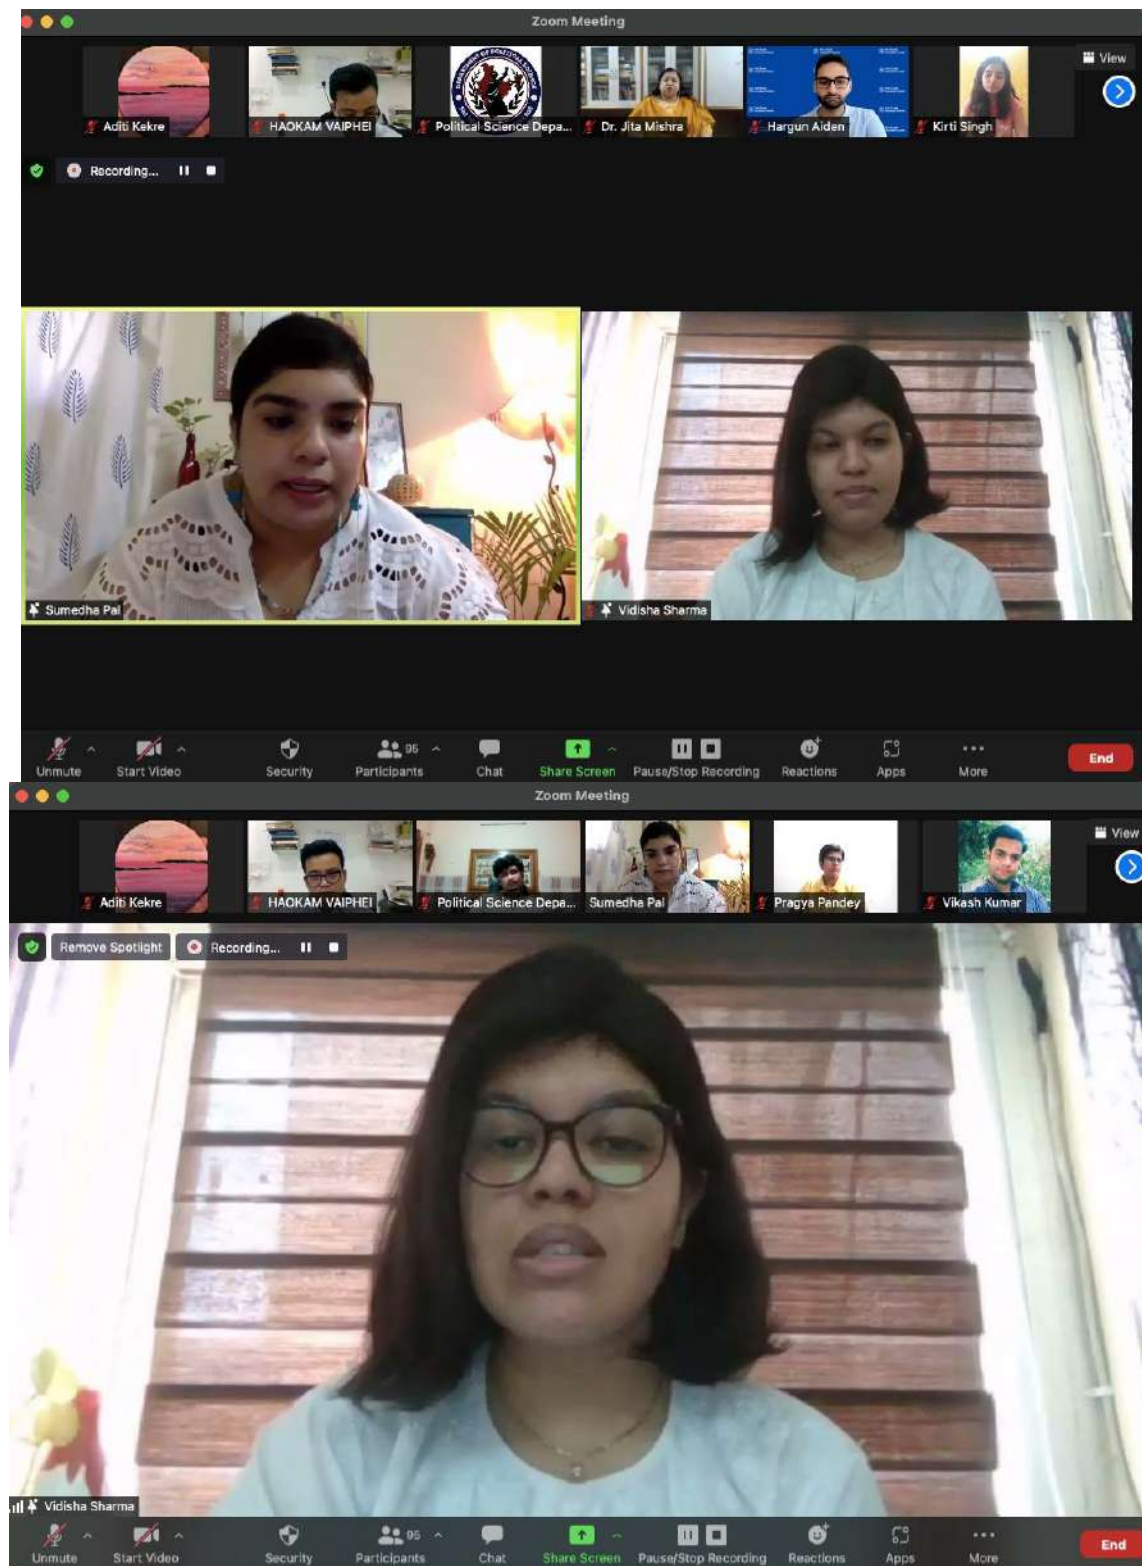 Zoom Meeting
View
Aditi Kekre
HAOKAM VAIPHEI
Political Science Depa...
Dr. Jita Mishra
Hargun Aiden
Kirti Singh
Recording...
Sumedha Pal
Vidisha Sharma
95
Unmute
Start Video
Security
Participants
Chat
Share Screen
Pause/Stop Recording
Reactions
Apps
More
End
Zoom Meeting
View
Aditi Kekre
HAOKAM VAIPHEI
Political Science Depa...
Sumedha Pal
Pragya Pandey
Vikash Kumar
Remove Spotlight
Recording...
Vidisha Sharma
95
Unmute
Start Video
Security
Participants
Chat
Share Screen
Pause/Stop Recording
Reactions
Apps
More
End